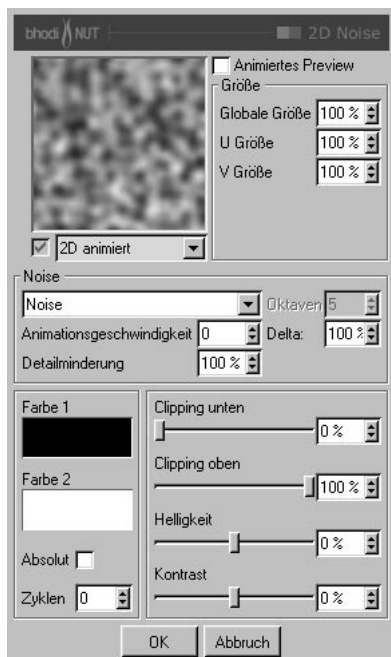 bhodi NUT 2D Noise
Animiertes Preview
Größe
Globale Größe 100 %
U Größe 100 %
V Größe 100 %
2D animiert
Noise
Noise Oktaven 5
Animationsgeschwindigkeit 0 Delta: 100 %
Detailminderung 100 %
Farbe 1
Farbe 2
Absolut
Zyklen 0
Clipping unten
0 %
Clipping oben
100 %
Helligkeit
0 %
Kontrast
0 %
OK Abbruch